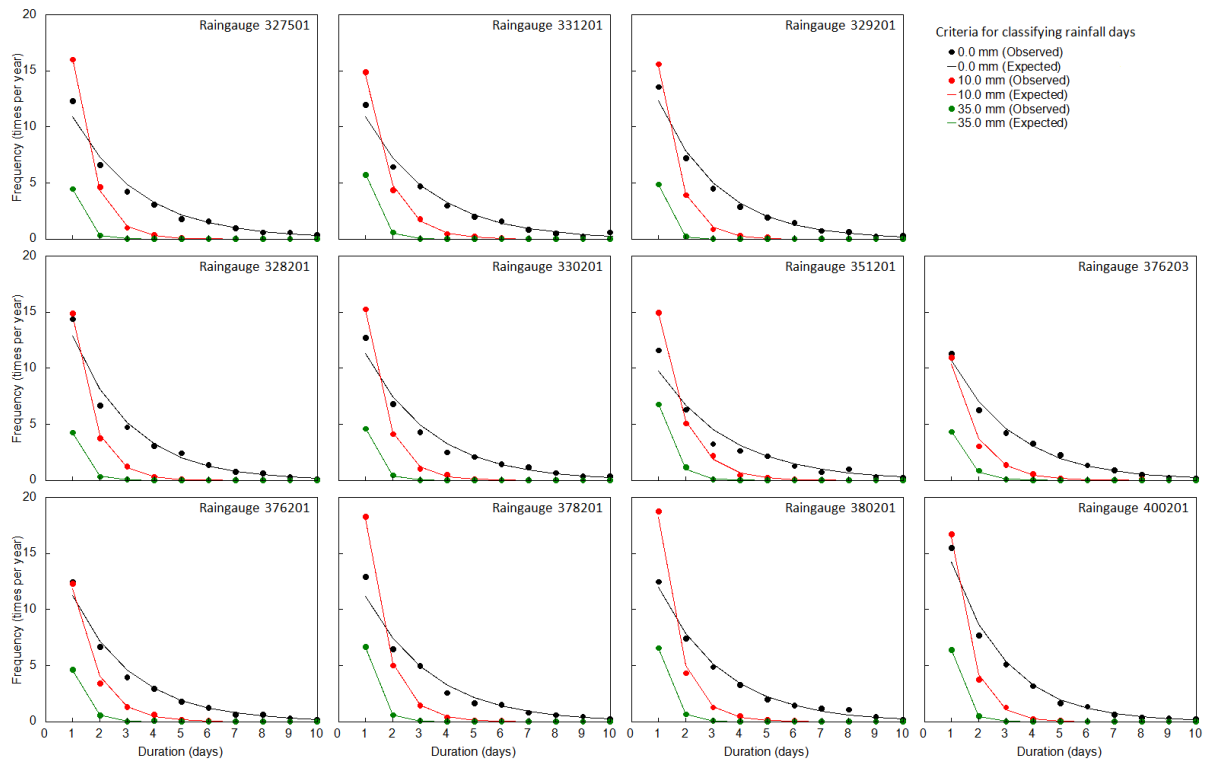 20
15
10
5
0
Frequency (times per year)
Raingauge 327501
Raingauge 331201
Raingauge 329201
Criteria for classifying rainfall days
0.0 mm (Observed)
0.0 mm (Expected)
10.0 mm (Observed)
10.0 mm (Expected)
35.0 mm (Observed)
35.0 mm (Expected)
20
15
10
5
0
Frequency (times per year)
Raingauge 328201
Raingauge 330201
Raingauge 351201
Raingauge 376203
20
15
10
5
0
Frequency (times per year)
Raingauge 376201
Raingauge 378201
Raingauge 380201
Raingauge 400201
0 1 2 3 4 5 6 7 8 9 10
0 1 2 3 4 5 6 7 8 9 10
0 1 2 3 4 5 6 7 8 9 10
0 1 2 3 4 5 6 7 8 9 10
Duration (days)
Duration (days)
Duration (days)
Duration (days)